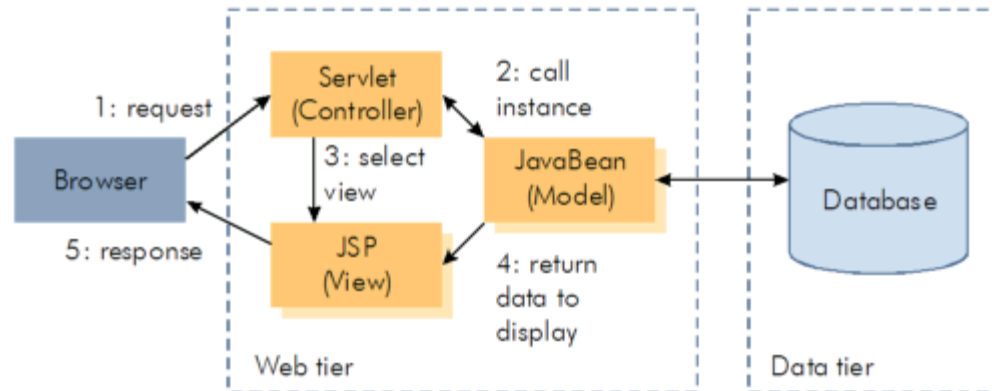 1: request
Servlet
(Controller)
2: call
instance
Browser
3: select
view
JavaBean
(Model)
Database
5: response
JSP
(View)
4: return
data to
display
Web tier
Data tier